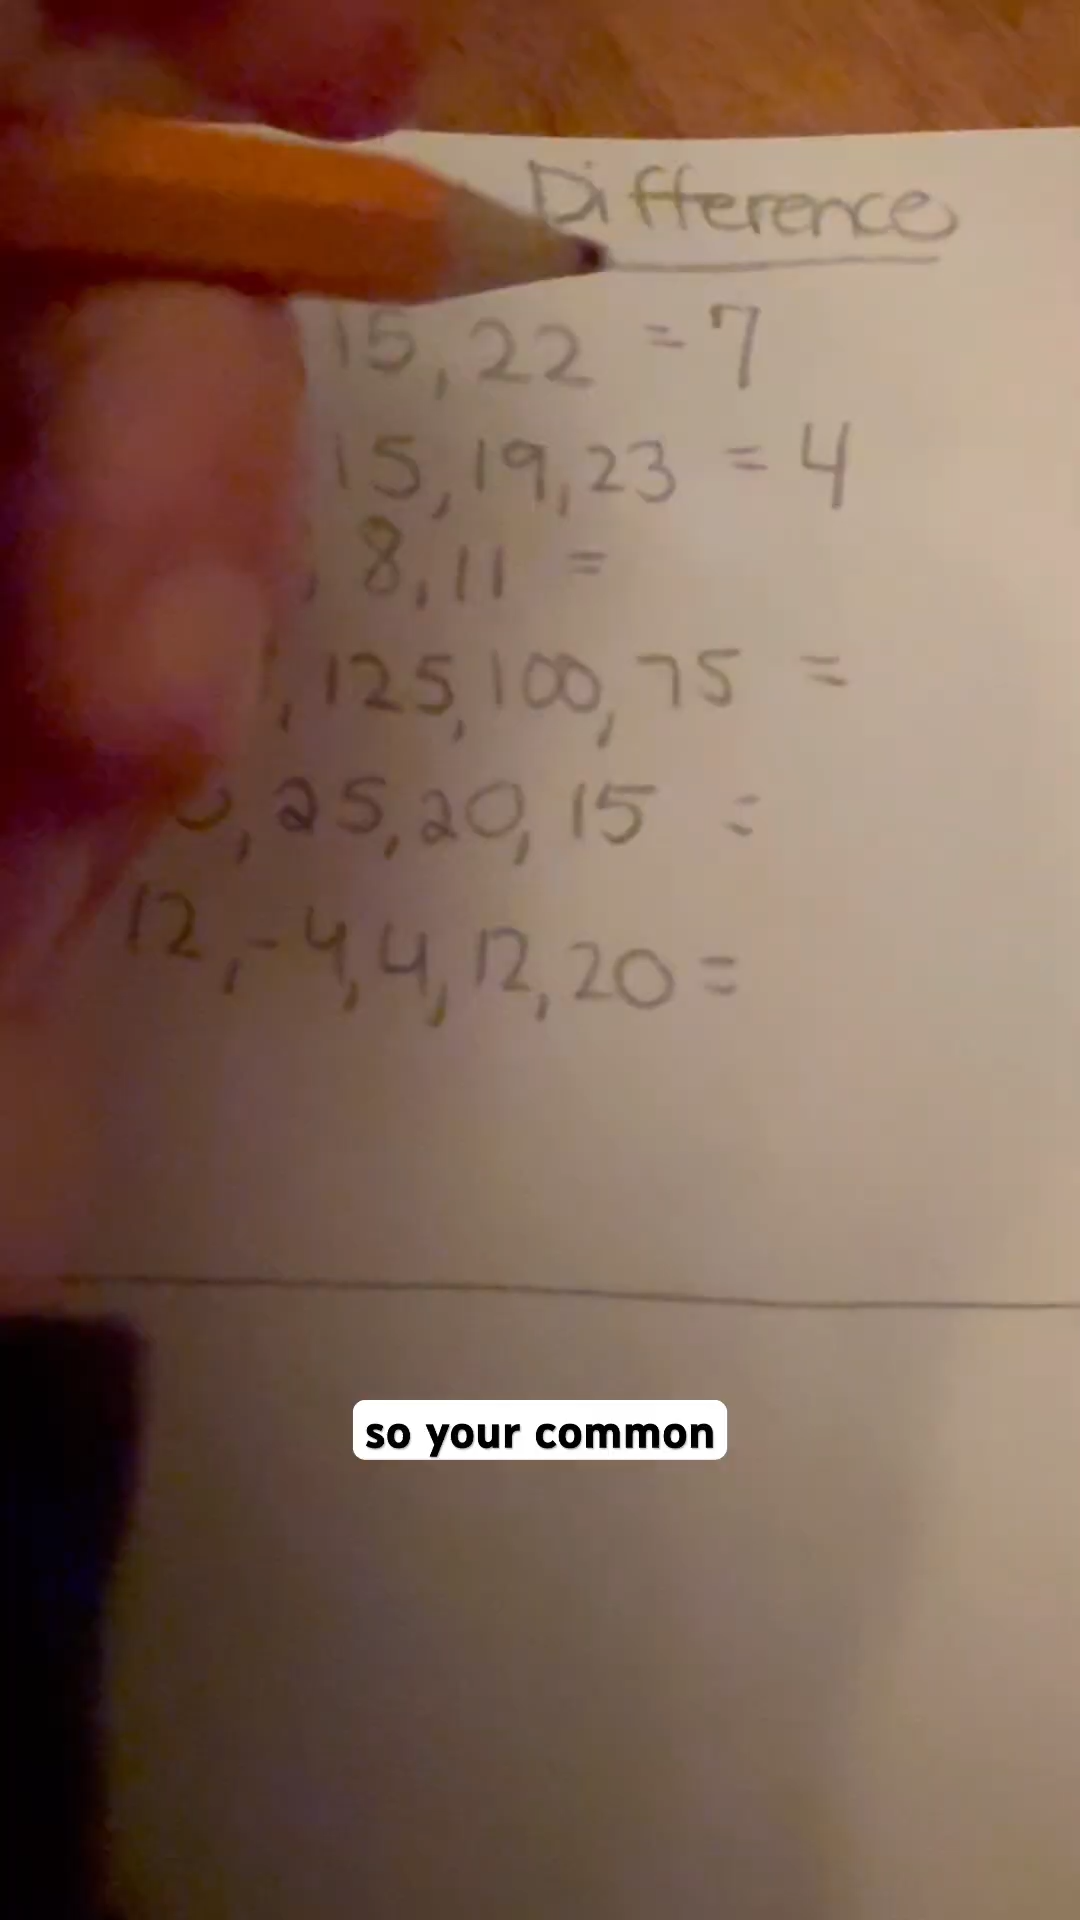 Difference
15, 22 = 7
15, 19, 23 = 4
, 8, 11 =
, 125, 100, 75 =
, 25, 20, 15 =
12, -4, 4, 12, 20 =
so your common